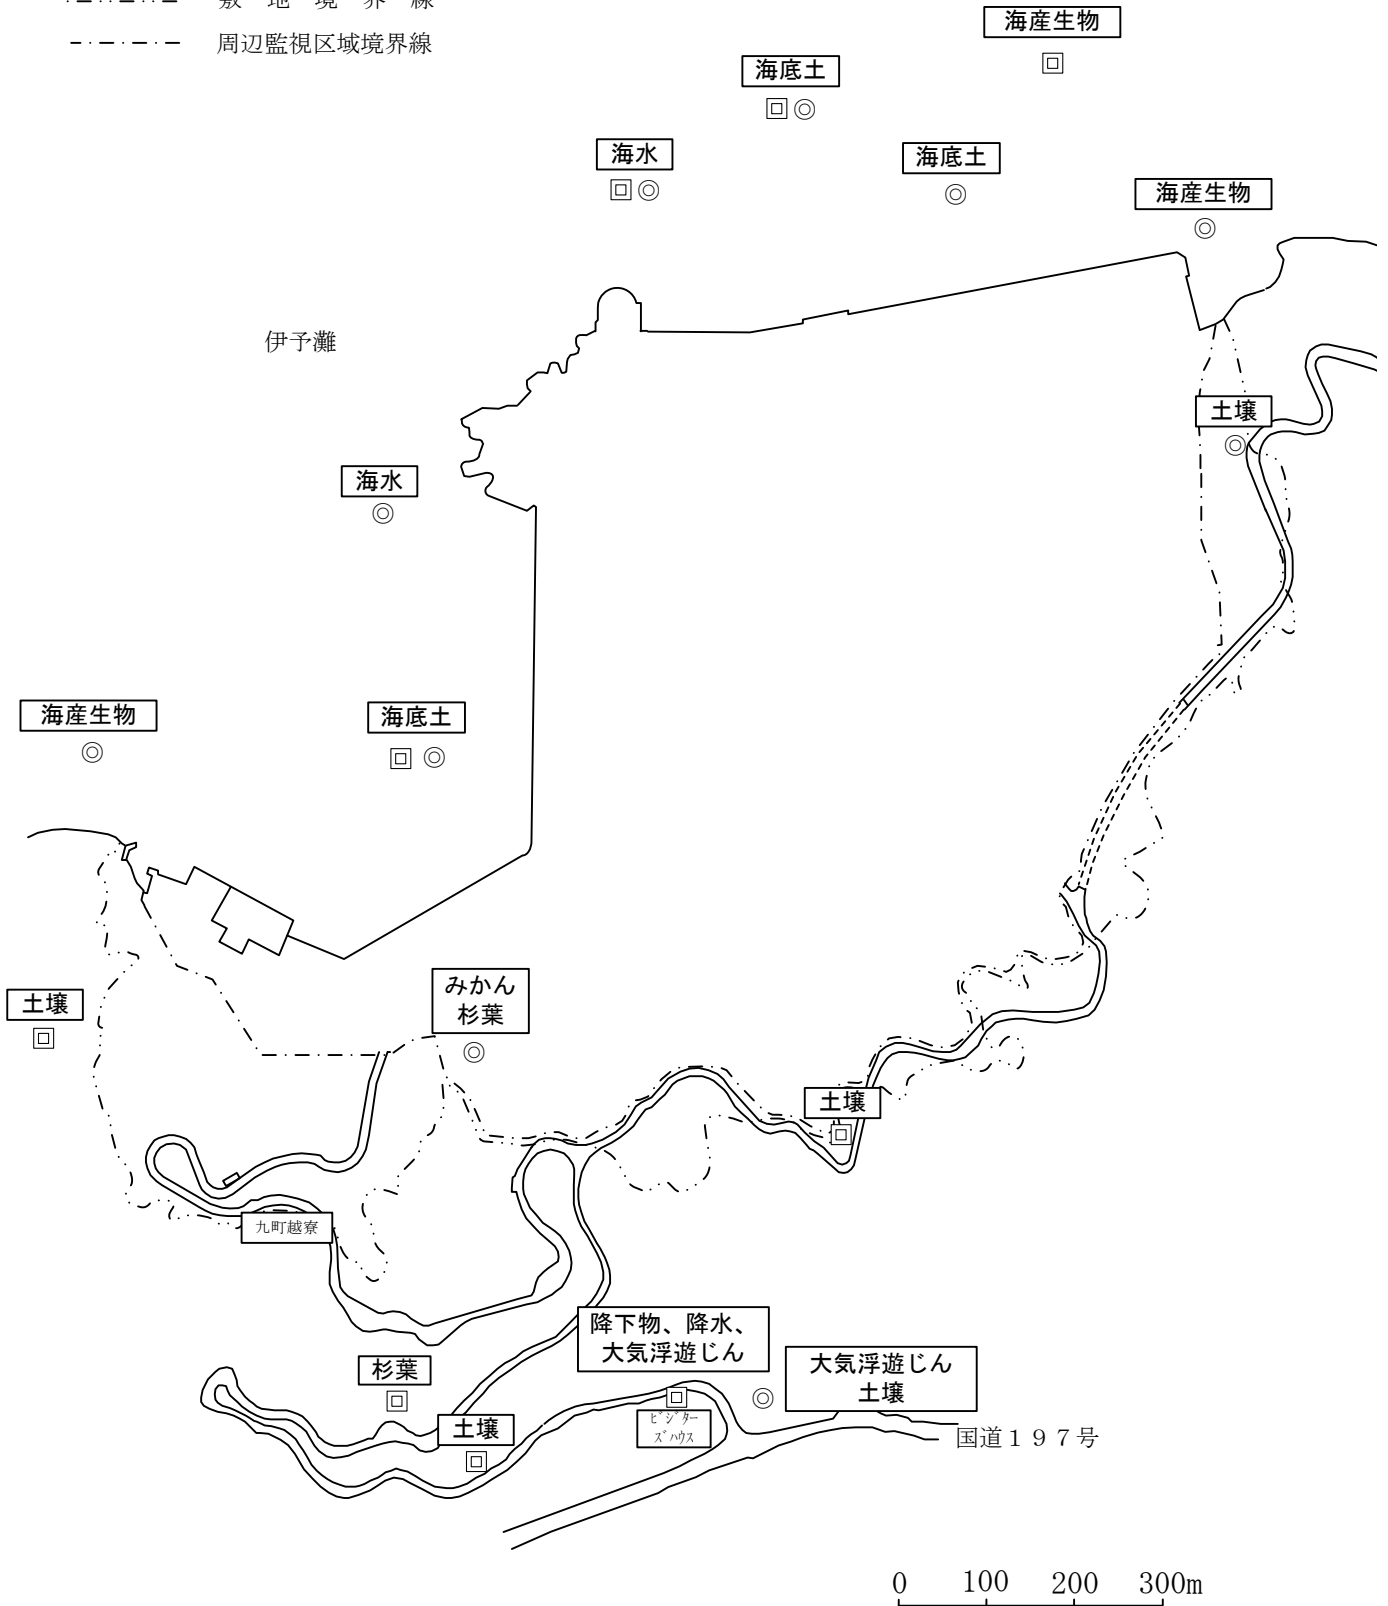 敷地境界線
周辺監視区域境界線
海産生物
海底土
海水
海底土
海産生物
伊予灘
土壌
海水
海産生物
海底土
土壌
みかん
杉葉
土壌
九町越寮
降下物、降水、
大気浮遊じん
大気浮遊じん
土壌
杉葉
土壌
ビジター
ズハウス
国道197号
0 100 200 300m